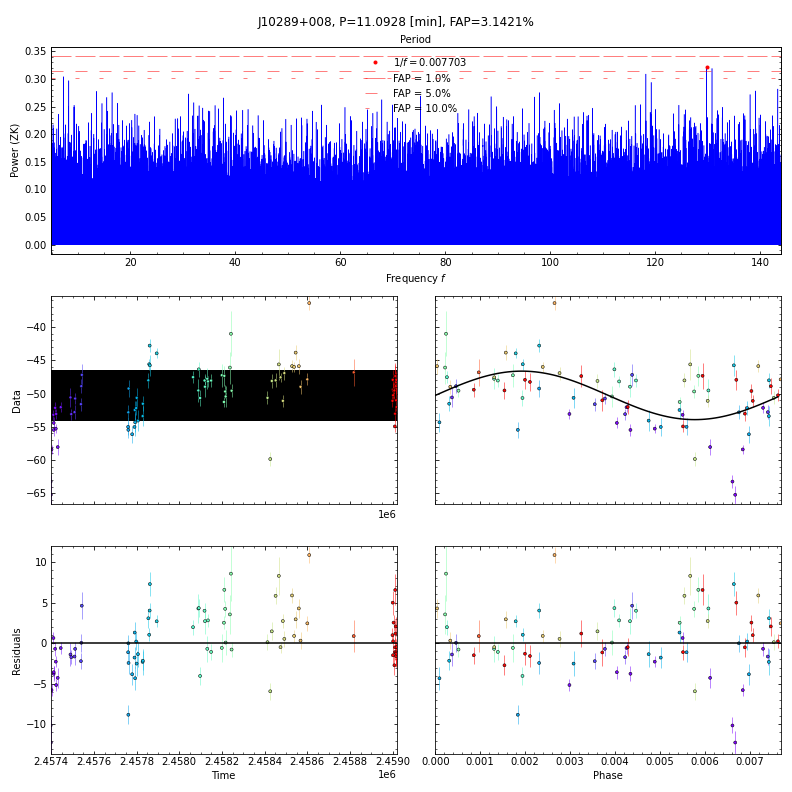 J10289+008, P=11.0928 [min], FAP=3.1421%
Period
0.35
0.30
0.25
0.20
0.15
0.10
0.05
0.00
Power (ZK)
1/f = 0.007703
FAP = 1.0%
FAP = 5.0%
FAP = 10.0%
20 40 60 80 100 120 140
Frequency f
−40
−45
−50
−55
−60
−65
Data
1e6
10
5
0
−5
−10
Residuals
2.4574 2.4576 2.4578 2.4580 2.4582 2.4584 2.4586 2.4588 2.4590
1e6
Time
0.000 0.001 0.002 0.003 0.004 0.005 0.006 0.007
Phase